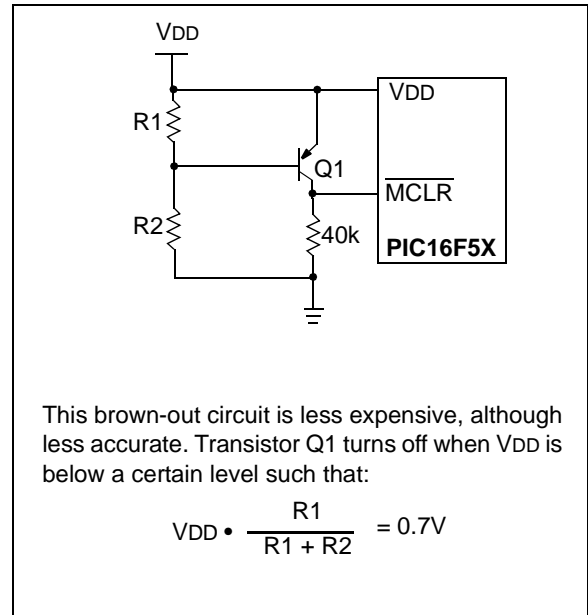 VDD
VDD
R1
Q1
MCLR
R2
40k
PIC16F5X
This brown-out circuit is less expensive, although
less accurate. Transistor Q1 turns off when VDD is
below a certain level such that:
VDD • R1 / R1 + R2 = 0.7V